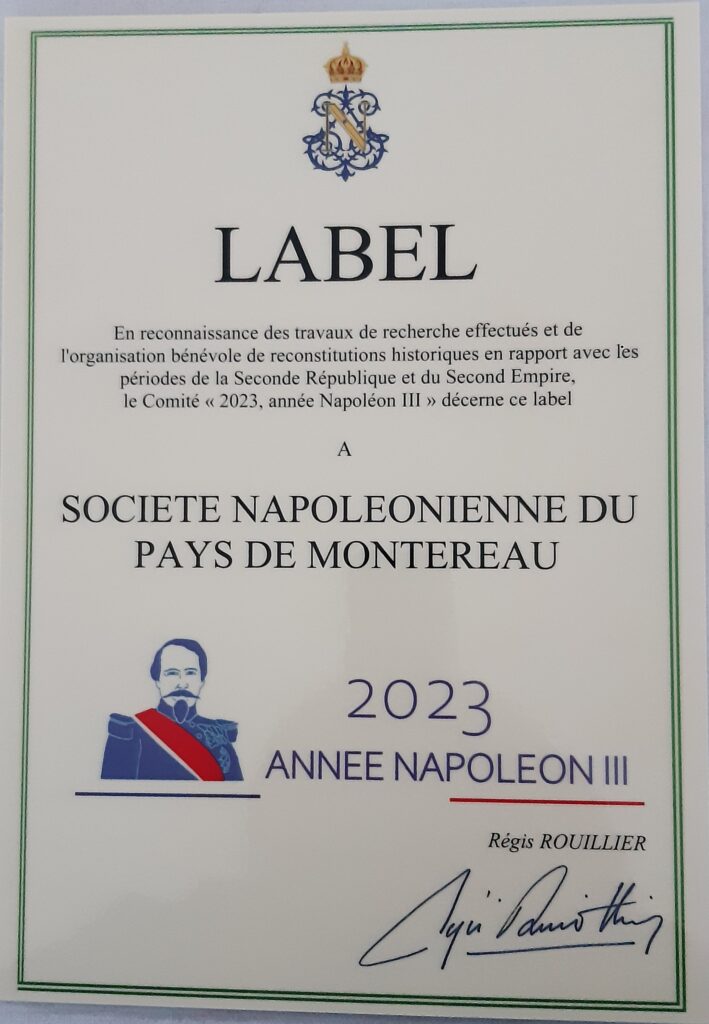 N
LABEL
En reconnaissance des travaux de recherche effectués et de
l'organisation bénévole de reconstitutions historiques en rapport avec les
périodes de la Seconde République et du Second Empire,
le Comité « 2023, année Napoléon III » décerne ce label
A
SOCIETE NAPOLEONIENNE DU
PAYS DE MONTEREAU
2023
ANNEE NAPOLEON III
Régis ROUILLIER